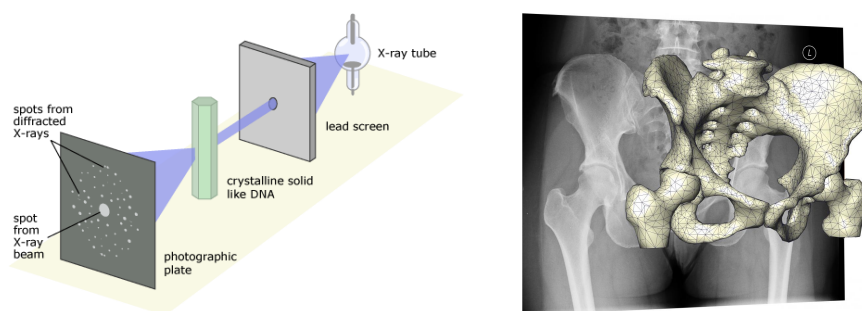 X-ray tube
spots from
diffracted
X-rays
lead screen
crystalline solid
like DNA
spot
from
X-ray
beam
photographic
plate
L